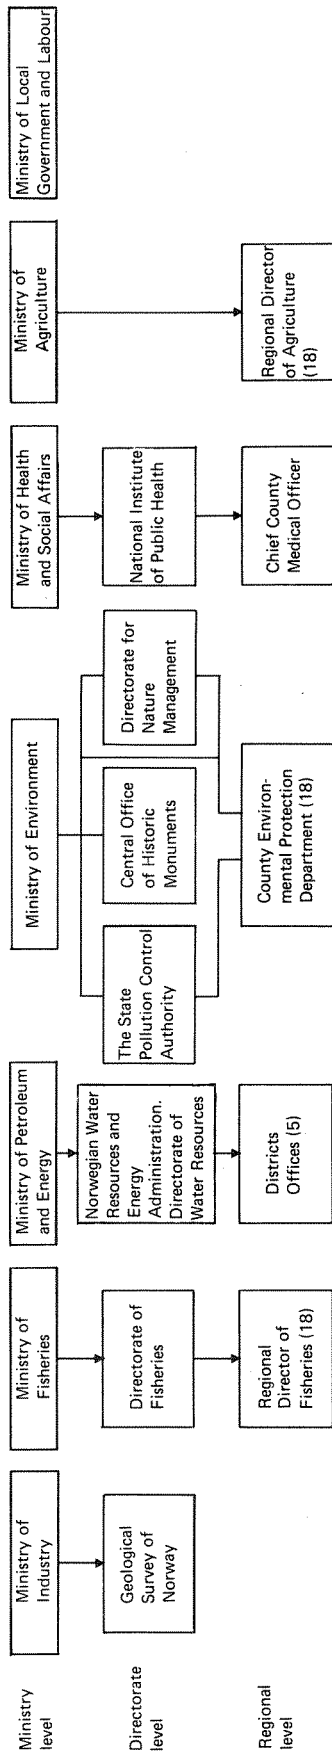 Ministry
level
Ministry of
Industry
Ministry of
Fisheries
Ministry of Petroleum
and Energy
Ministry of Environment
Ministry of Health
and Social Affairs
Ministry of
Agriculture
Ministry of Local
Government and Labour
Directorate
level
Geological
Survey of
Norway
Directorate of
Fisheries
Norwegian Water
Resources and
Energy
Administration.
Directorate of
Water Resources
The State
Pollution Control
Authority
Central Office
of Historic
Monuments
Directorate for
Nature
Management
National Institute
of Public Health
Regional
level
Regional
Director of
Fisheries (18)
Districts
Offices (5)
County Environ-
mental Protection
Department (18)
Chief County
Medical Officer
Regional Director
of Agriculture
(18)